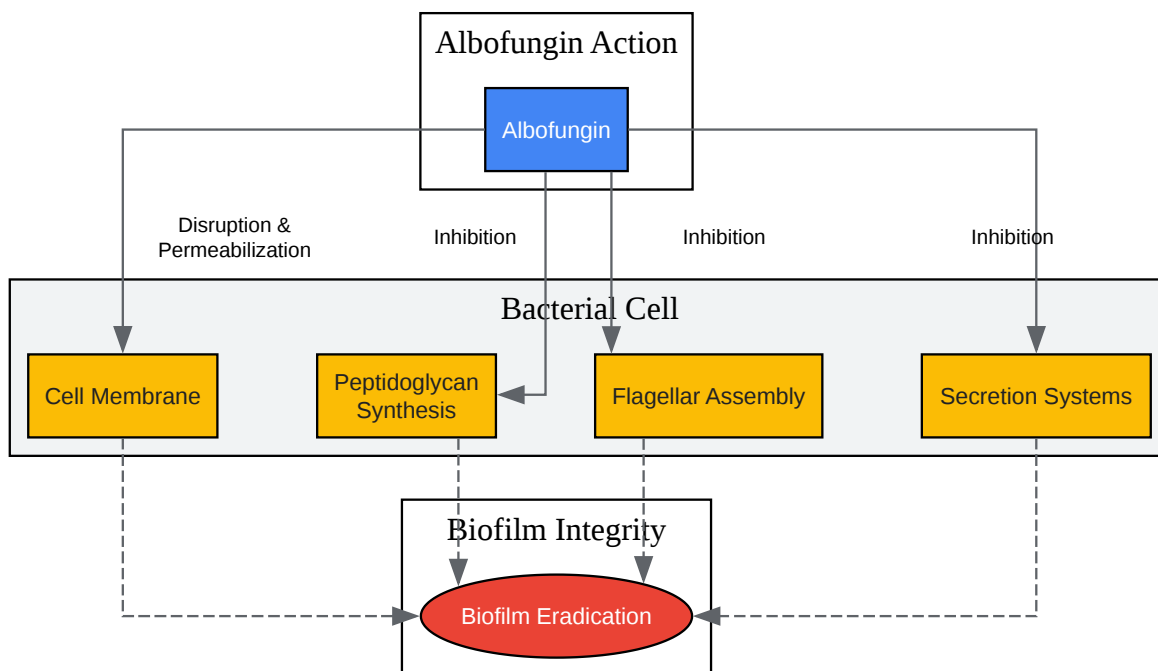 Albofungin Action
Albofungin
Disruption &
Permeabilization
Inhibition
Inhibition
Inhibition
Bacterial Cell
Cell Membrane
Peptidoglycan
Synthesis
Flagellar Assembly
Secretion Systems
Biofilm Integrity
Biofilm Eradication